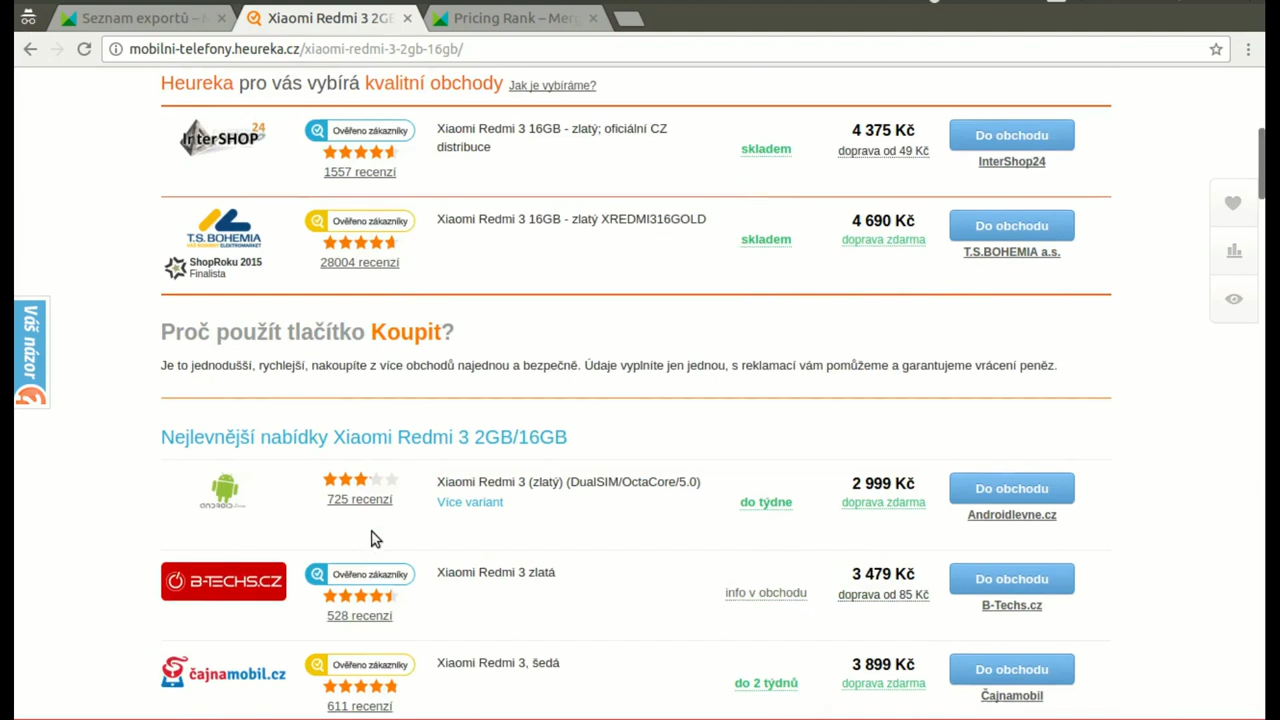 Seznam exportů – M
Xiaomi Redmi 3 2GB
Pricing Rank – Merg
mobilni-telefony.heureka.cz/xiaomi-redmi-3-2gb-16gb/
Heureka pro vás vybírá kvalitní obchody Jak je vybíráme?
InterSHOP 24
Ověřeno zákazníky
1557 recenzí
Xiaomi Redmi 3 16GB - zlatý; oficiální CZ
distribuce
skladem
4 375 Kč
doprava od 49 Kč
Do obchodu
InterShop24
T.S.BOHEMIA
ShopRoku 2015
Finalista
Ověřeno zákazníky
28004 recenzí
Xiaomi Redmi 3 16GB - zlatý XREDMI316GOLD
skladem
4 690 Kč
doprava zdarma
Do obchodu
T.S.BOHEMIA a.s.
Váš názor
Proč použít tlačítko Koupit?
Je to jednodušší, rychlejší, nakoupíte z více obchodů najednou a bezpečně. Údaje vyplníte jen jednou, s reklamací vám pomůžeme a garantujeme vrácení peněz.
Nejlevnější nabídky Xiaomi Redmi 3 2GB/16GB
725 recenzí
Xiaomi Redmi 3 (zlatý) (DualSIM/OctaCore/5.0)
Více variant
do týdne
2 999 Kč
doprava zdarma
Do obchodu
Androidlevne.cz
B-TECHS.CZ
Ověřeno zákazníky
528 recenzí
Xiaomi Redmi 3 zlatá
info v obchodu
3 479 Kč
doprava od 85 Kč
Do obchodu
B-Techs.cz
čajnamobil.cz
Ověřeno zákazníky
611 recenzí
Xiaomi Redmi 3, šedá
do 2 týdnů
3 899 Kč
doprava zdarma
Do obchodu
Čajnamobil